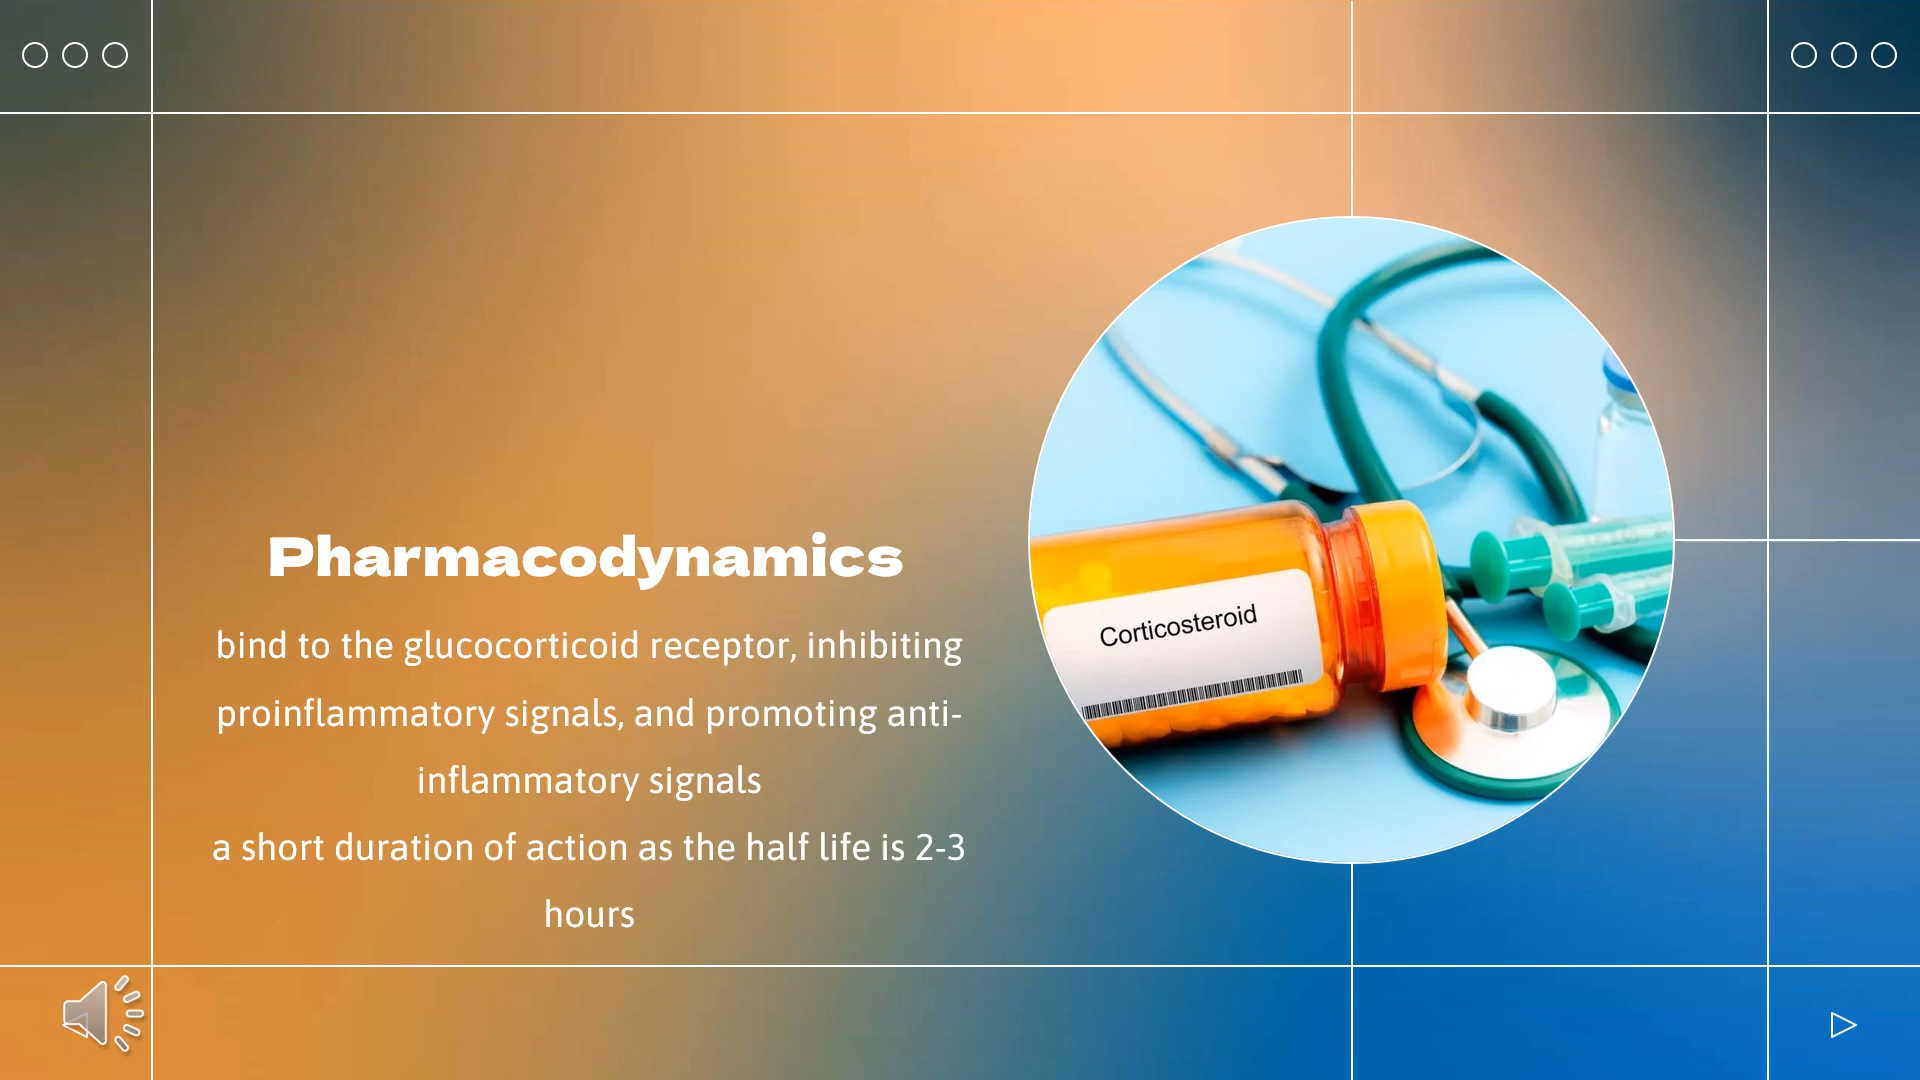 Pharmacodynamics
bind to the glucocorticoid receptor, inhibiting
proinflammatory signals, and promoting anti-
inflammatory signals
a short duration of action as the half life is 2-3
hours
Corticosteroid